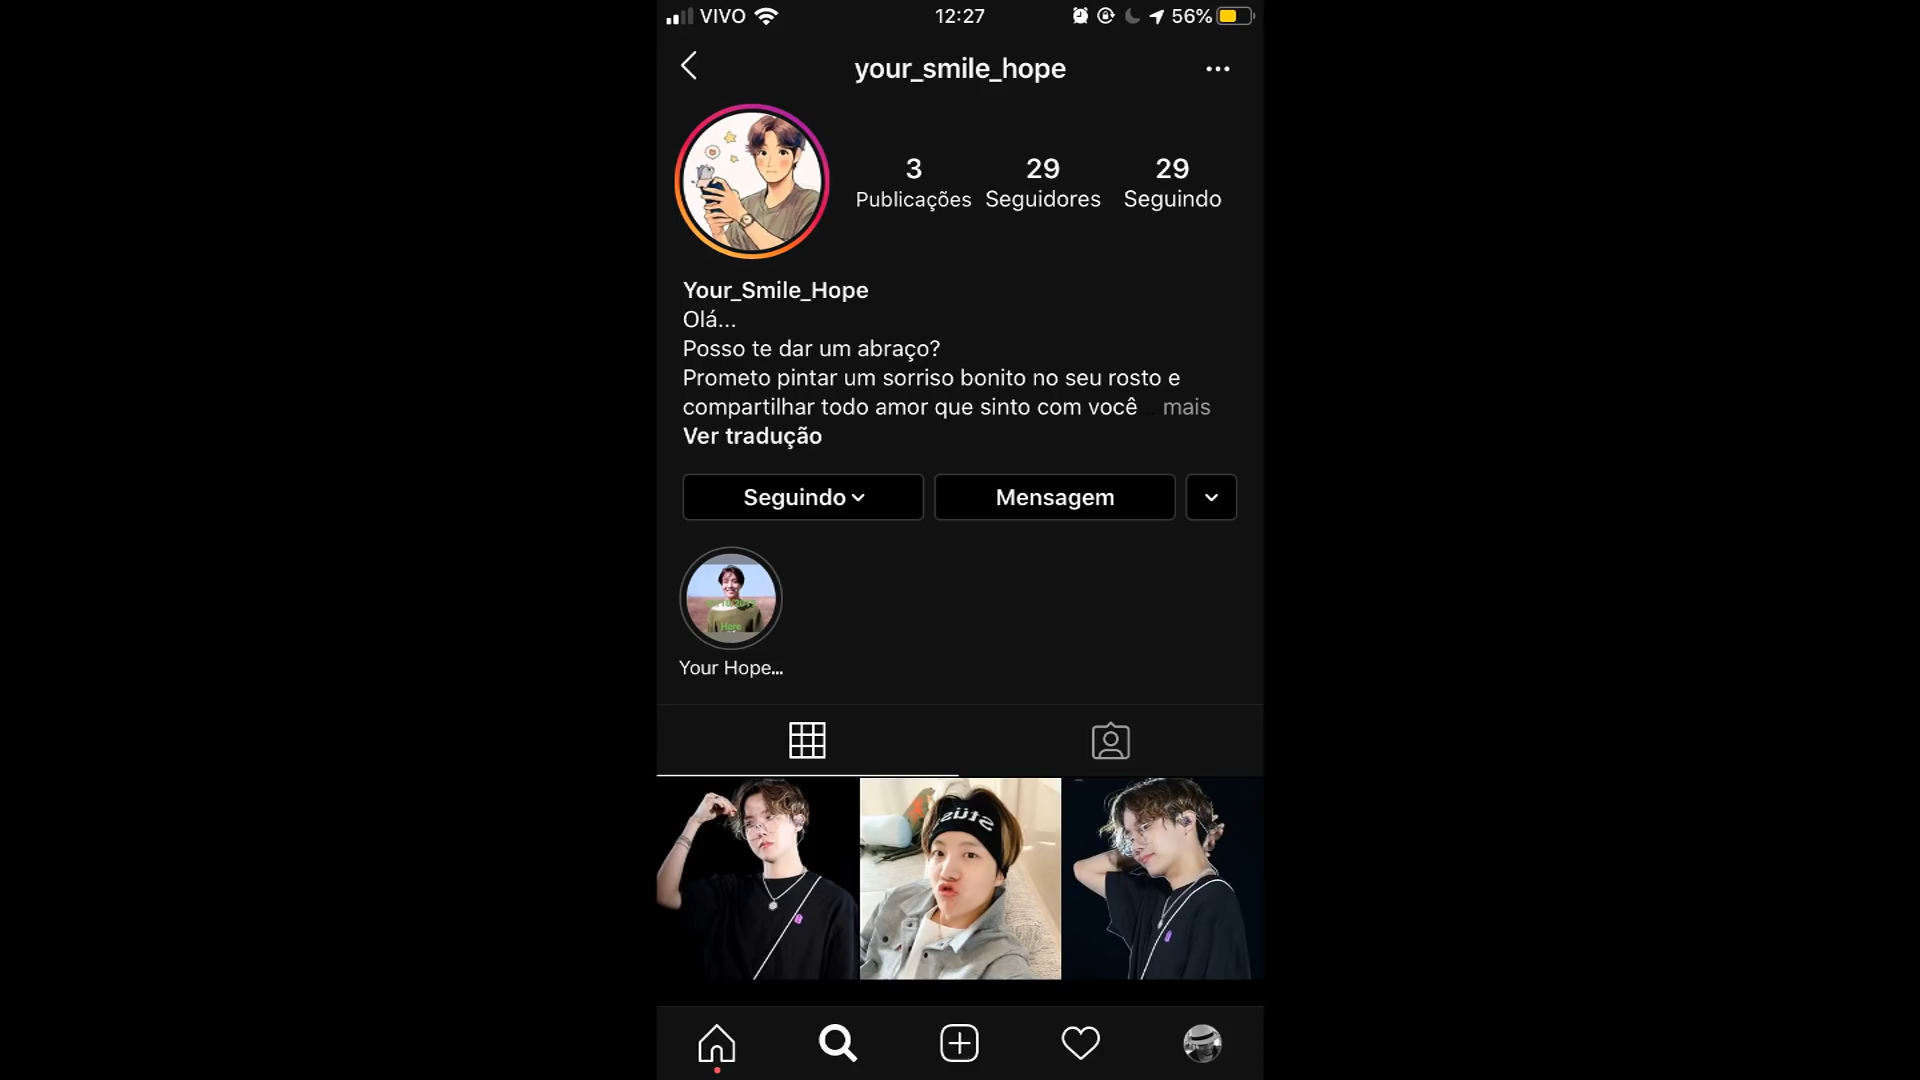 VIVO 12:27 56%
your_smile_hope
3 29 29
Publicações Seguidores Seguindo
Your_Smile_Hope
Olá...
Posso te dar um abraço?
Prometo pintar um sorriso bonito no seu rosto e
compartilhar todo amor que sinto com você ... mais
Ver tradução
Seguindo Mensagem
Here
Your Hope...
Stüss